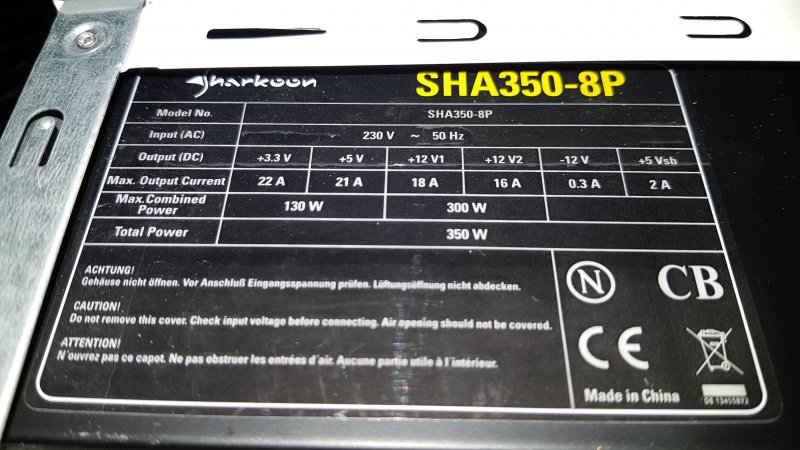 Sharkoon SHA350-8P
Model No. SHA350-8P
Input (AC) 230 V ~ 50 Hz
Output (DC) +3.3 V +5 V +12 V1 +12 V2 -12 V +5 Vsb
Max. Output Current 22 A 21 A 18 A 16 A 0.3 A 2 A
Max.Combined Power 130 W 300 W
Total Power 350 W
ACHTUNG!
Gehäuse nicht öffnen. Vor Anschluß Eingangsspannung prüfen. Lüftungsöffnung nicht abdecken.
CAUTION!
Do not remove this cover. Check input voltage before connecting. Air opening should not be covered.
ATTENTION!
N'ouvrez pas ce capot. Ne pas obstruer les entrées d'air. Aucune partie utile à l'intérieur.
N CB
CE
Made in China